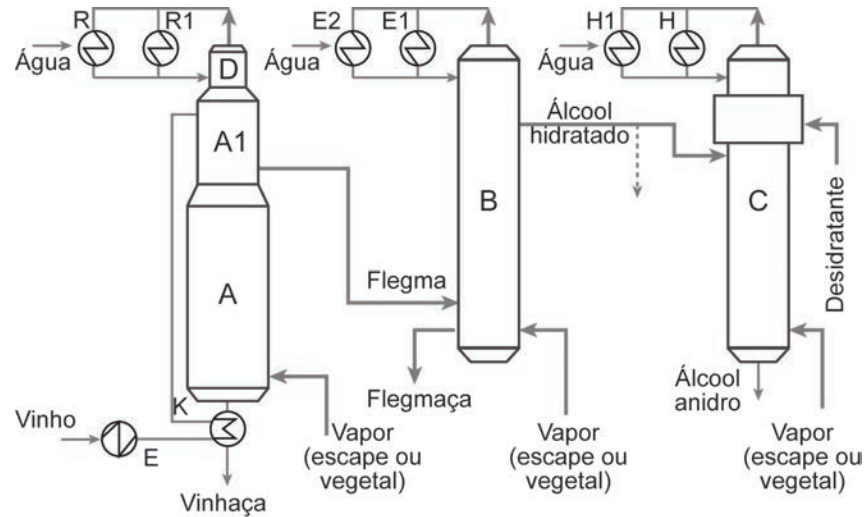 R
R1
E2
E1
H1
H
Água
Água
Água
D
A1
Álcool
hidratado
B
C
A
Flegma
Desidratante
Flegmaça
Álcool
anidro
K
Vinho
E
Vapor
(escape ou
vegetal)
Vapor
(escape ou
vegetal)
Vapor
(escape ou
vegetal)
Vinhaça